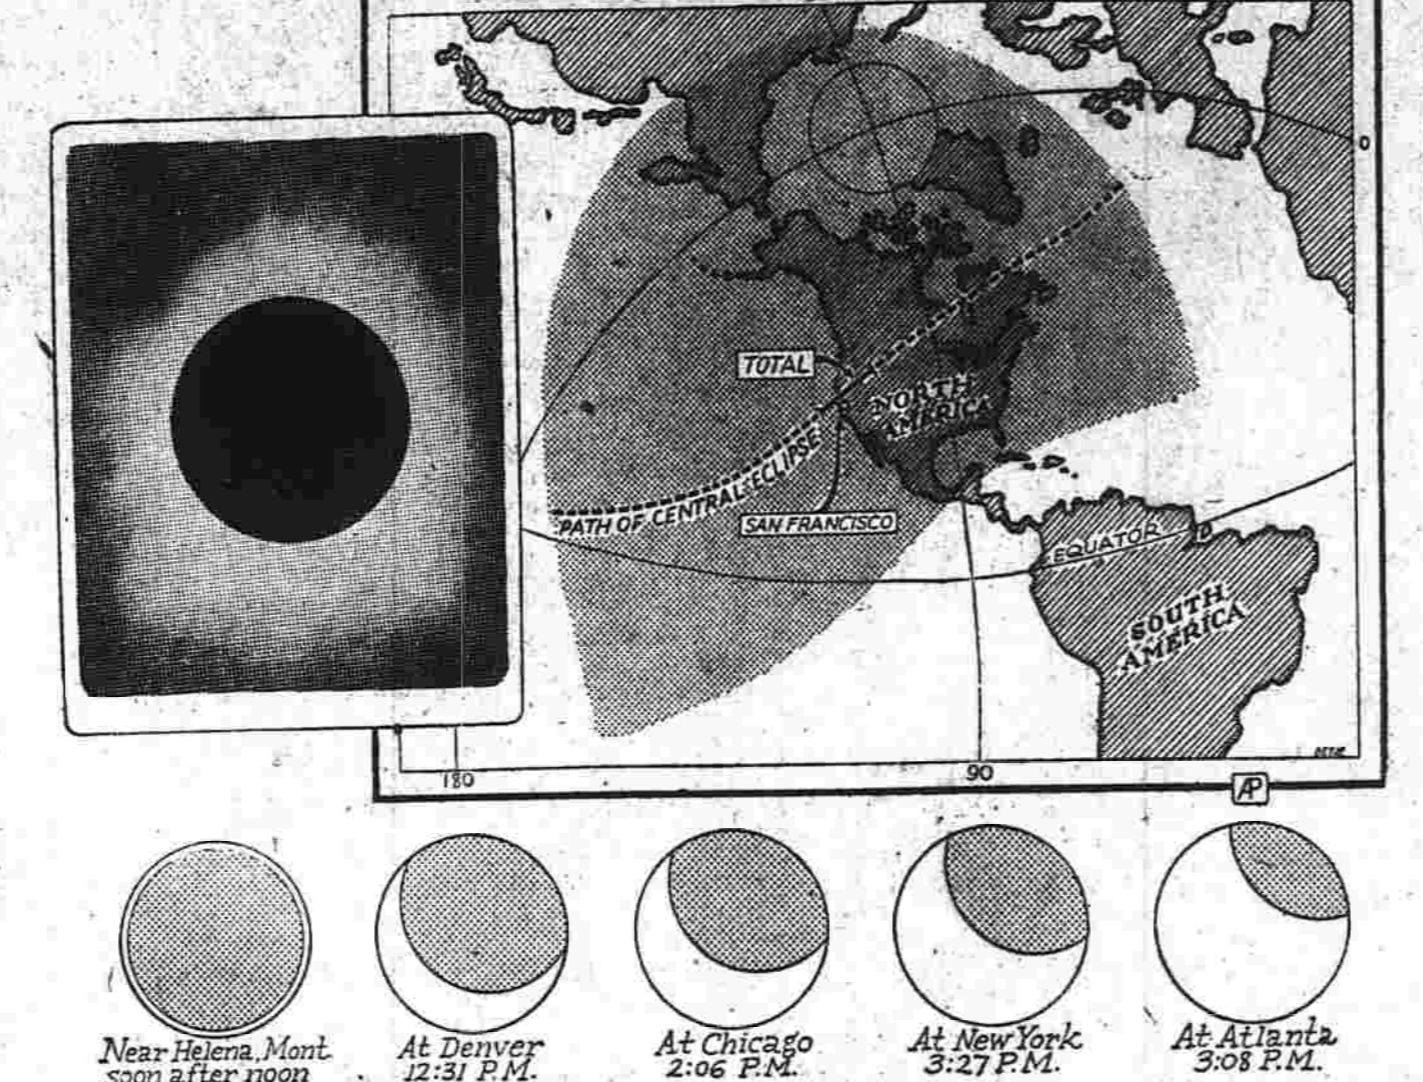 O
TOTAL
NORTH
AMERICA
PATH OF CENTRAL ECLIPSE
SAN FRANCISCO
EQUATOR
SOUTH
AMERICA
180
90
AP
Near Helena, Mont.
soon after noon
At Denver
12:31 P.M.
At Chicago
2:06 P.M.
At New York
3:27 P.M.
At Atlanta
3:08 P.M.